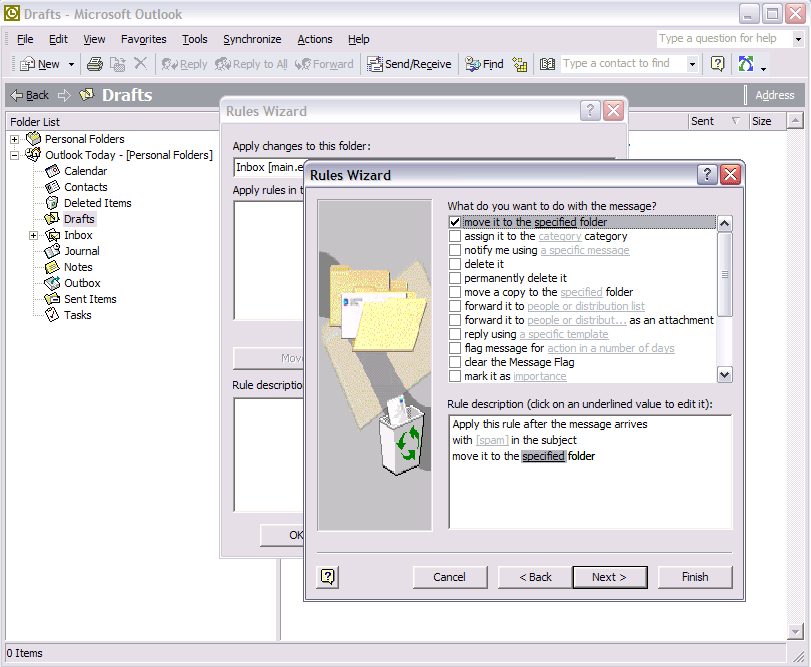 Drafts - Microsoft Outlook
File Edit View Favorites Tools Synchronize Actions Help
Type a question for help
New Reply Reply to All Forward Send/Receive Find Type a contact to find
Back Drafts Address
Folder List
Sent Size
Personal Folders
Outlook Today - [Personal Folders]
Calendar
Contacts
Deleted Items
Drafts
Inbox
Journal
Notes
Outbox
Sent Items
Tasks
Rules Wizard
Apply changes to this folder:
Inbox [main.e
Apply rules in t
Move
Rule description
OK
Rules Wizard
What do you want to do with the message?
move it to the specified folder
assign it to the category category
notify me using a specific message
delete it
permanently delete it
move a copy to the specified folder
forward it to people or distribution list
forward it to people or distribut... as an attachment
reply using a specific template
flag message for action in a number of days
clear the Message Flag
mark it as importance
Rule description (click on an underlined value to edit it):
Apply this rule after the message arrives
with [spam] in the subject
move it to the specified folder
Cancel < Back Next > Finish
0 Items